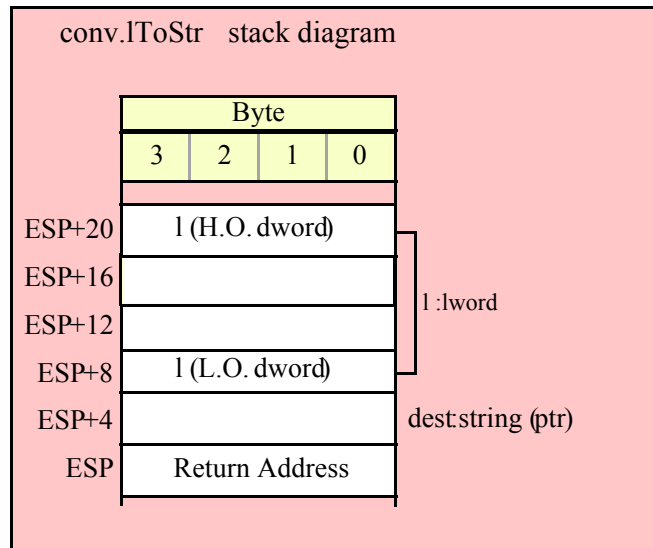 conv.lToStr stack diagram
Byte
3 2 1 0
ESP+20 l (H.O. dword)
ESP+16
l :lword
ESP+12
ESP+8 l (L.O. dword)
ESP+4 dest:string (ptr)
ESP Return Address